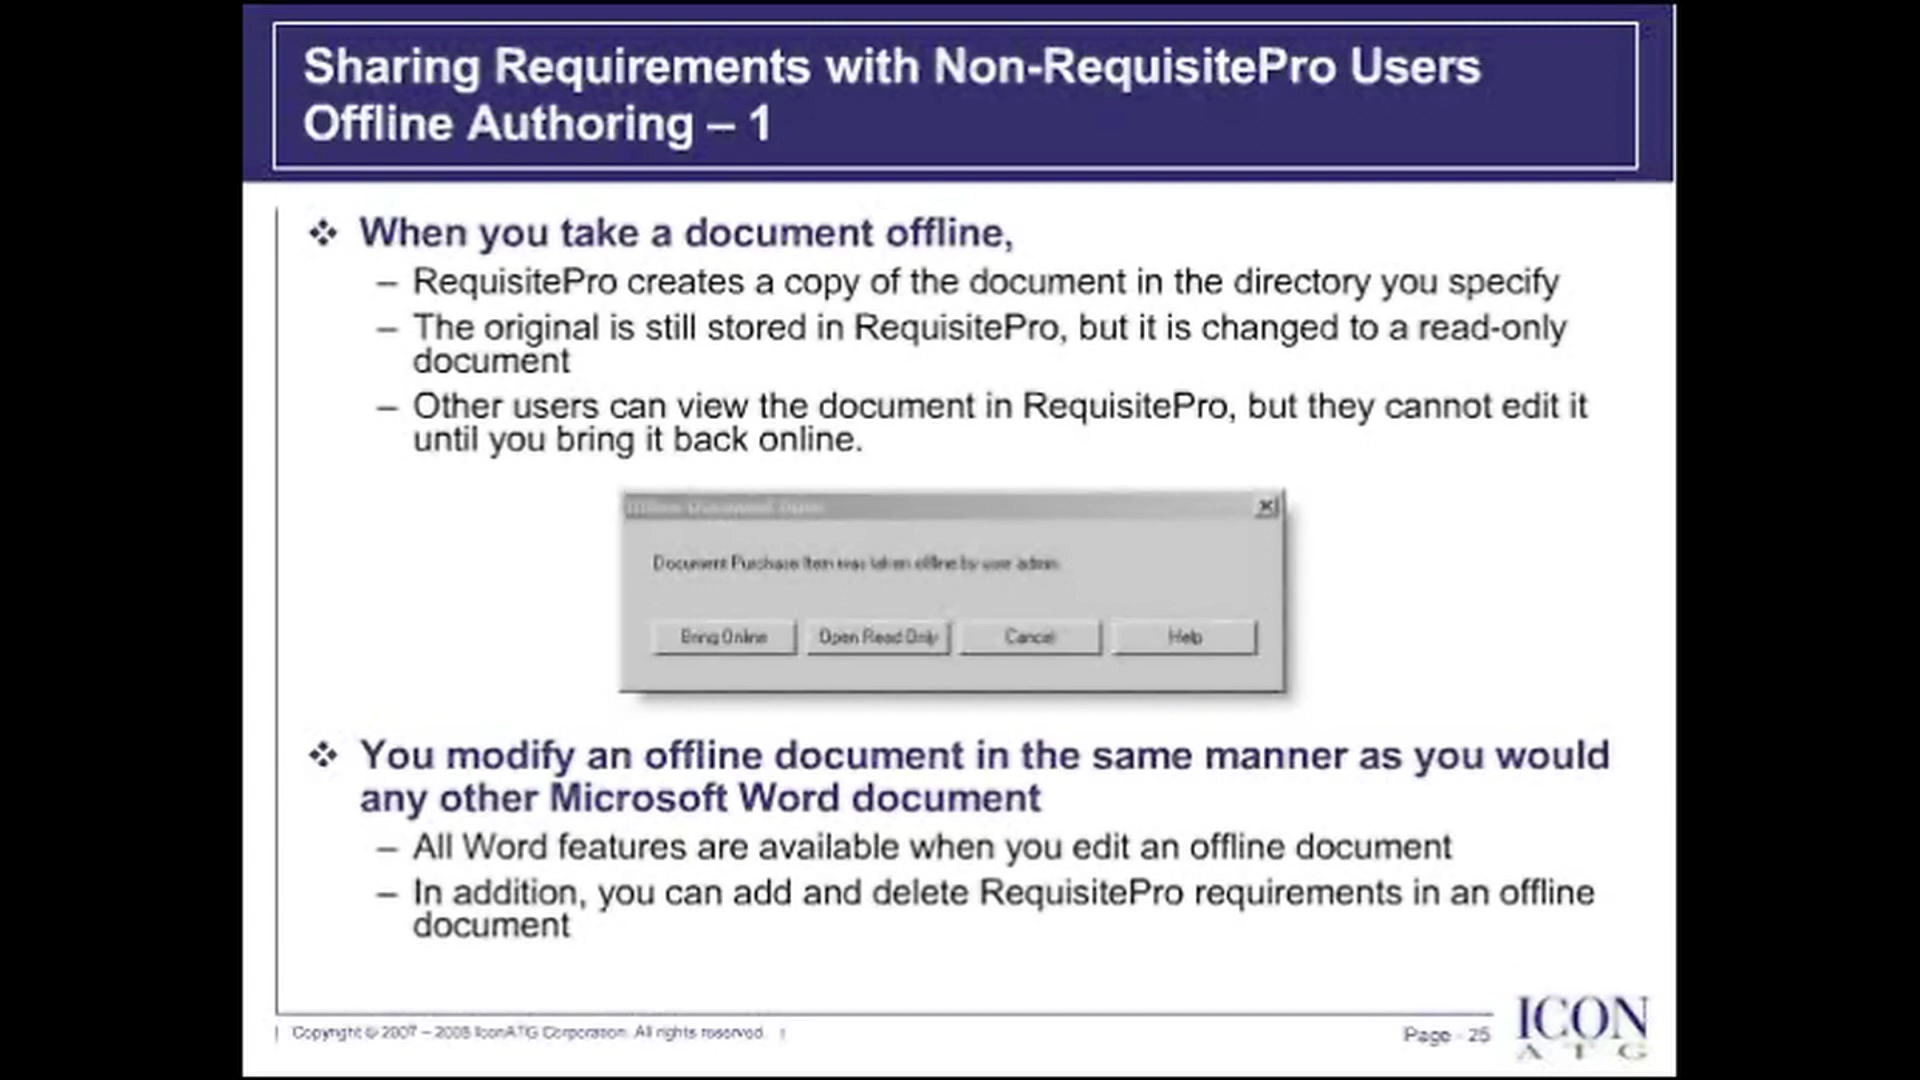 Sharing Requirements with Non-RequisitePro Users
Offline Authoring – 1
❖ When you take a document offline,
– RequisitePro creates a copy of the document in the directory you specify
– The original is still stored in RequisitePro, but it is changed to a read-only
document
– Other users can view the document in RequisitePro, but they cannot edit it
until you bring it back online.
Document Purchase Item was taken offline by user admin.
Bring Online Open Read Only Cancel Help
❖ You modify an offline document in the same manner as you would
any other Microsoft Word document
– All Word features are available when you edit an offline document
– In addition, you can add and delete RequisitePro requirements in an offline
document
Copyright © 2007 – 2008 IconATG Corporation. All rights reserved.
Page - 25
ICON
ATG